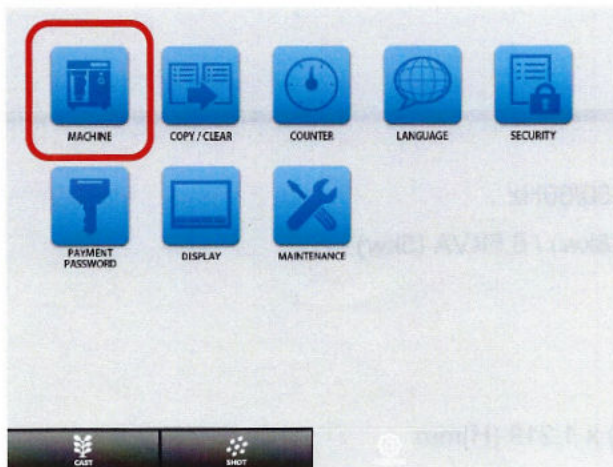 MACHINE
COPY / CLEAR
COUNTER
LANGUAGE
SECURITY
PAYMENT
PASSWORD
DISPLAY
MAINTENANCE
CAST
SHOT